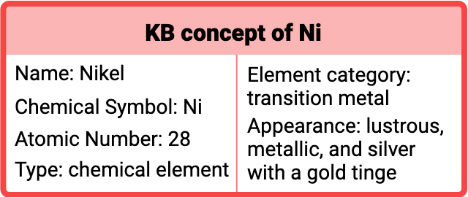 KB concept of Ni
Name: Nikel
Chemical Symbol: Ni
Atomic Number: 28
Type: chemical element
Element category:
transition metal
Appearance: lustrous,
metallic, and silver
with a gold tinge